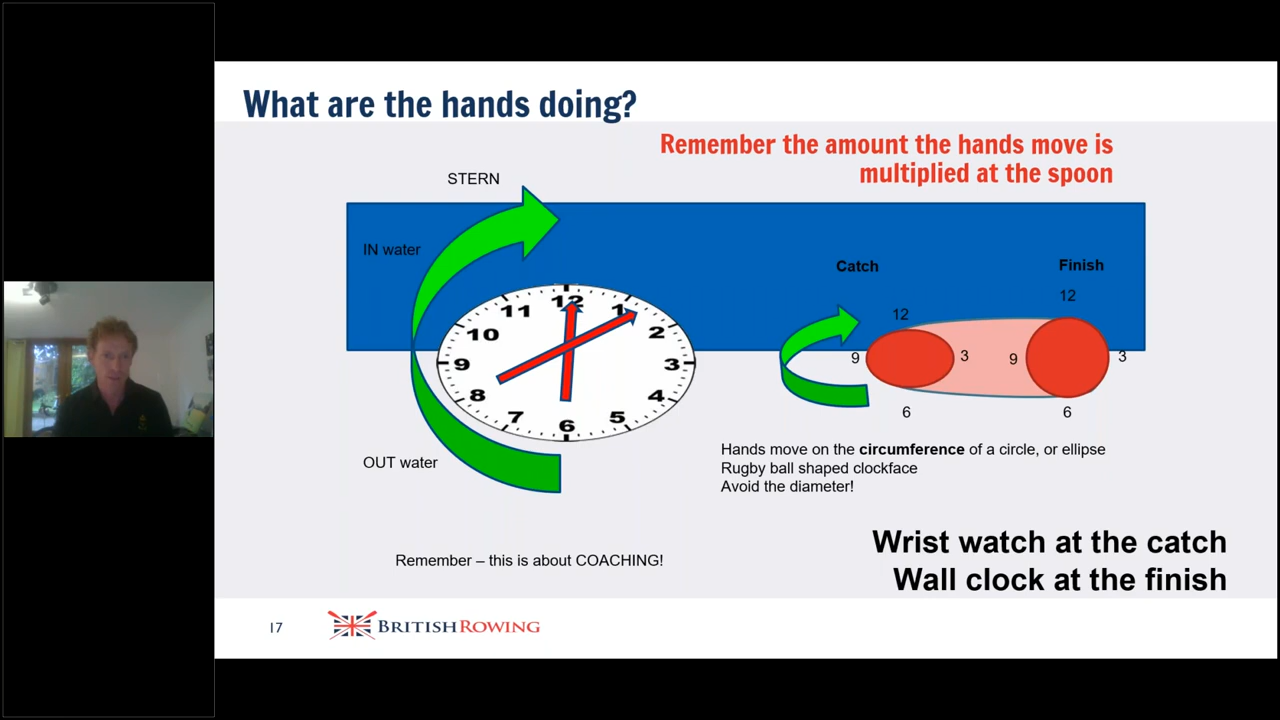 What are the hands doing?
Remember the amount the hands move is
multiplied at the spoon
STERN
IN water
OUT water
12
1
2
3
4
5
6
7
8
9
10
11
Catch
Finish
12
9
3
6
12
9
3
6
Hands move on the circumference of a circle, or ellipse
Rugby ball shaped clockface
Avoid the diameter!
Remember – this is about COACHING!
Wrist watch at the catch
Wall clock at the finish
17
BRITISH ROWING